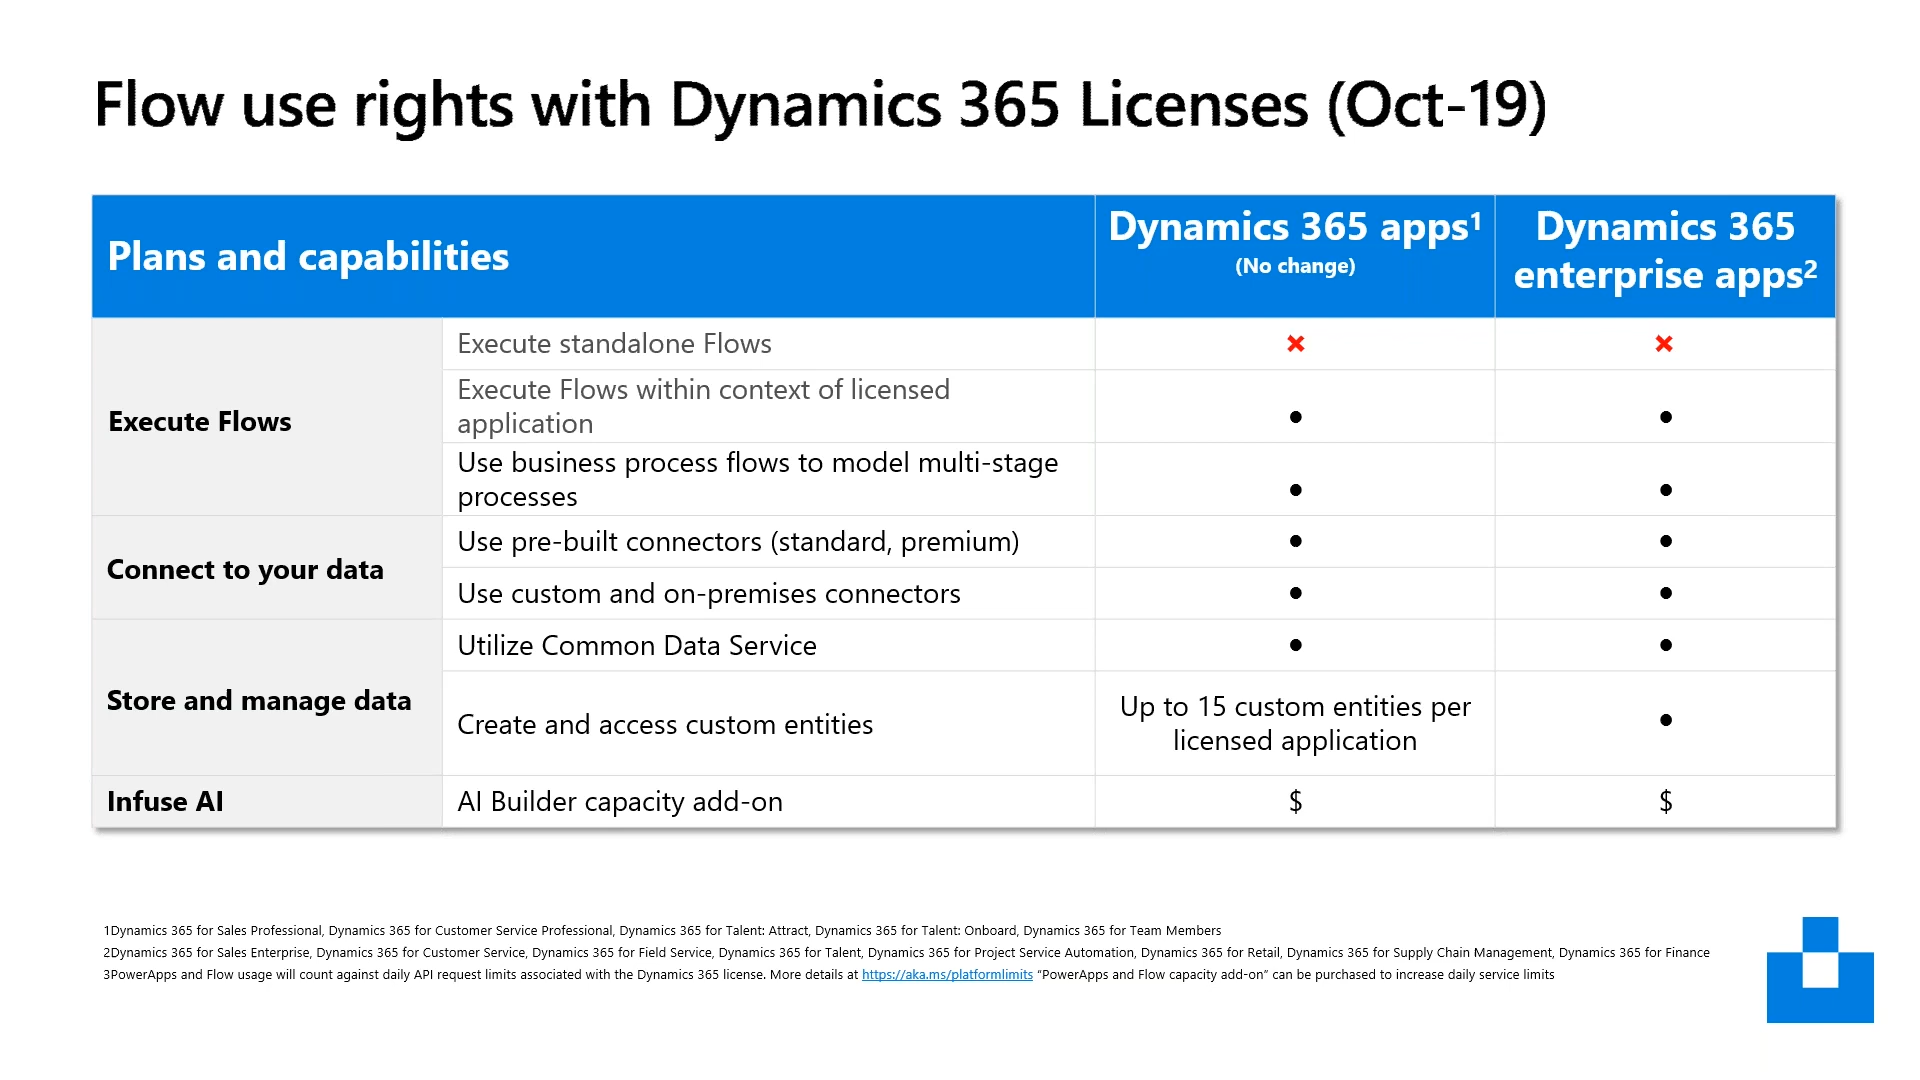 Flow use rights with Dynamics 365 Licenses (Oct-19)
Plans and capabilities
Dynamics 365 apps¹
(No change)
Dynamics 365
enterprise apps²
Execute Flows
Execute standalone Flows
Execute Flows within context of licensed
application
Use business process flows to model multi-stage
processes
Connect to your data
Use pre-built connectors (standard, premium)
Use custom and on-premises connectors
Store and manage data
Utilize Common Data Service
Create and access custom entities
Up to 15 custom entities per
licensed application
Infuse AI
AI Builder capacity add-on
$
$
1Dynamics 365 for Sales Professional, Dynamics 365 for Customer Service Professional, Dynamics 365 for Talent: Attract, Dynamics 365 for Talent: Onboard, Dynamics 365 for Team Members
2Dynamics 365 for Sales Enterprise, Dynamics 365 for Customer Service, Dynamics 365 for Field Service, Dynamics 365 for Talent, Dynamics 365 for Project Service Automation, Dynamics 365 for Retail, Dynamics 365 for Supply Chain Management, Dynamics 365 for Finance
3PowerApps and Flow usage will count against daily API request limits associated with the Dynamics 365 license. More details at https://aka.ms/platformlimits “PowerApps and Flow capacity add-on” can be purchased to increase daily service limits